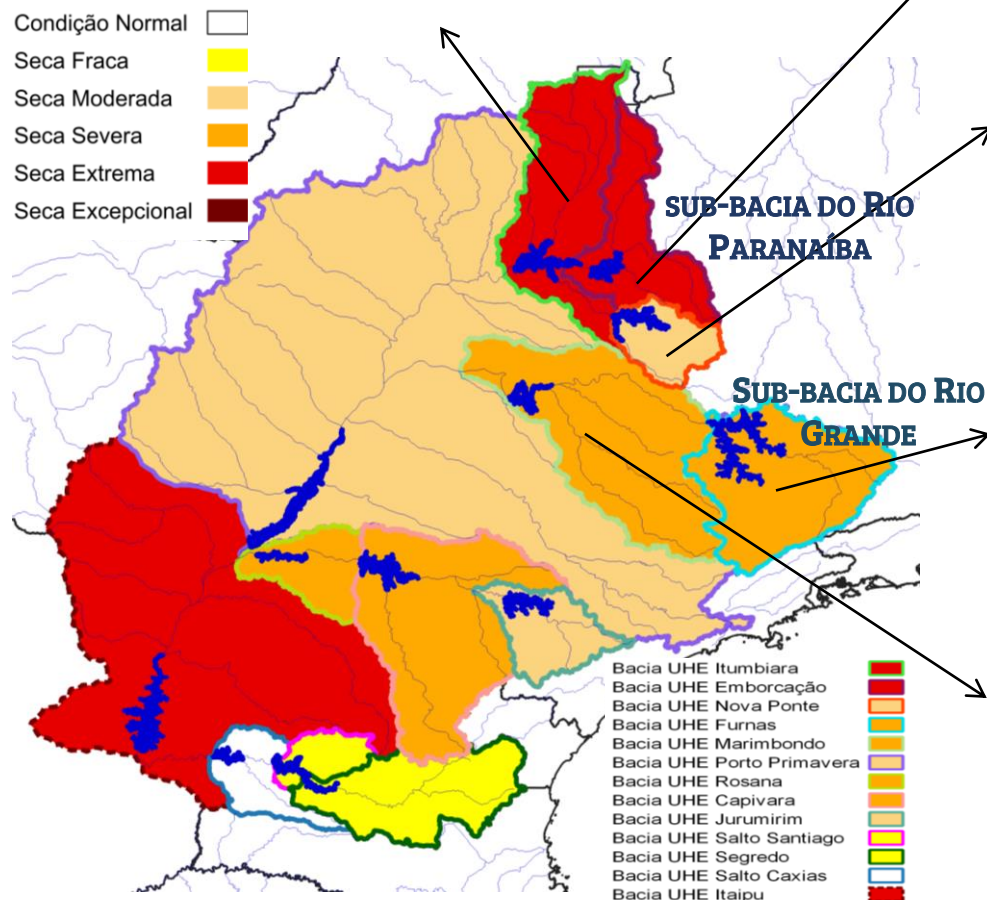 Condição Normal
Seca Fraca
Seca Moderada
Seca Severa
Seca Extrema
Seca Excepcional
SUB-BACIA DO RIO
PARANAÍBA
SUB-BACIA DO RIO
GRANDE
Bacia UHE Itumbiara
Bacia UHE Emborcação
Bacia UHE Nova Ponte
Bacia UHE Furnas
Bacia UHE Marimbondo
Bacia UHE Porto Primavera
Bacia UHE Rosana
Bacia UHE Capivara
Bacia UHE Jurumirim
Bacia UHE Salto Santiago
Bacia UHE Segredo
Bacia UHE Salto Caxias
Bacia UHE Itaipu